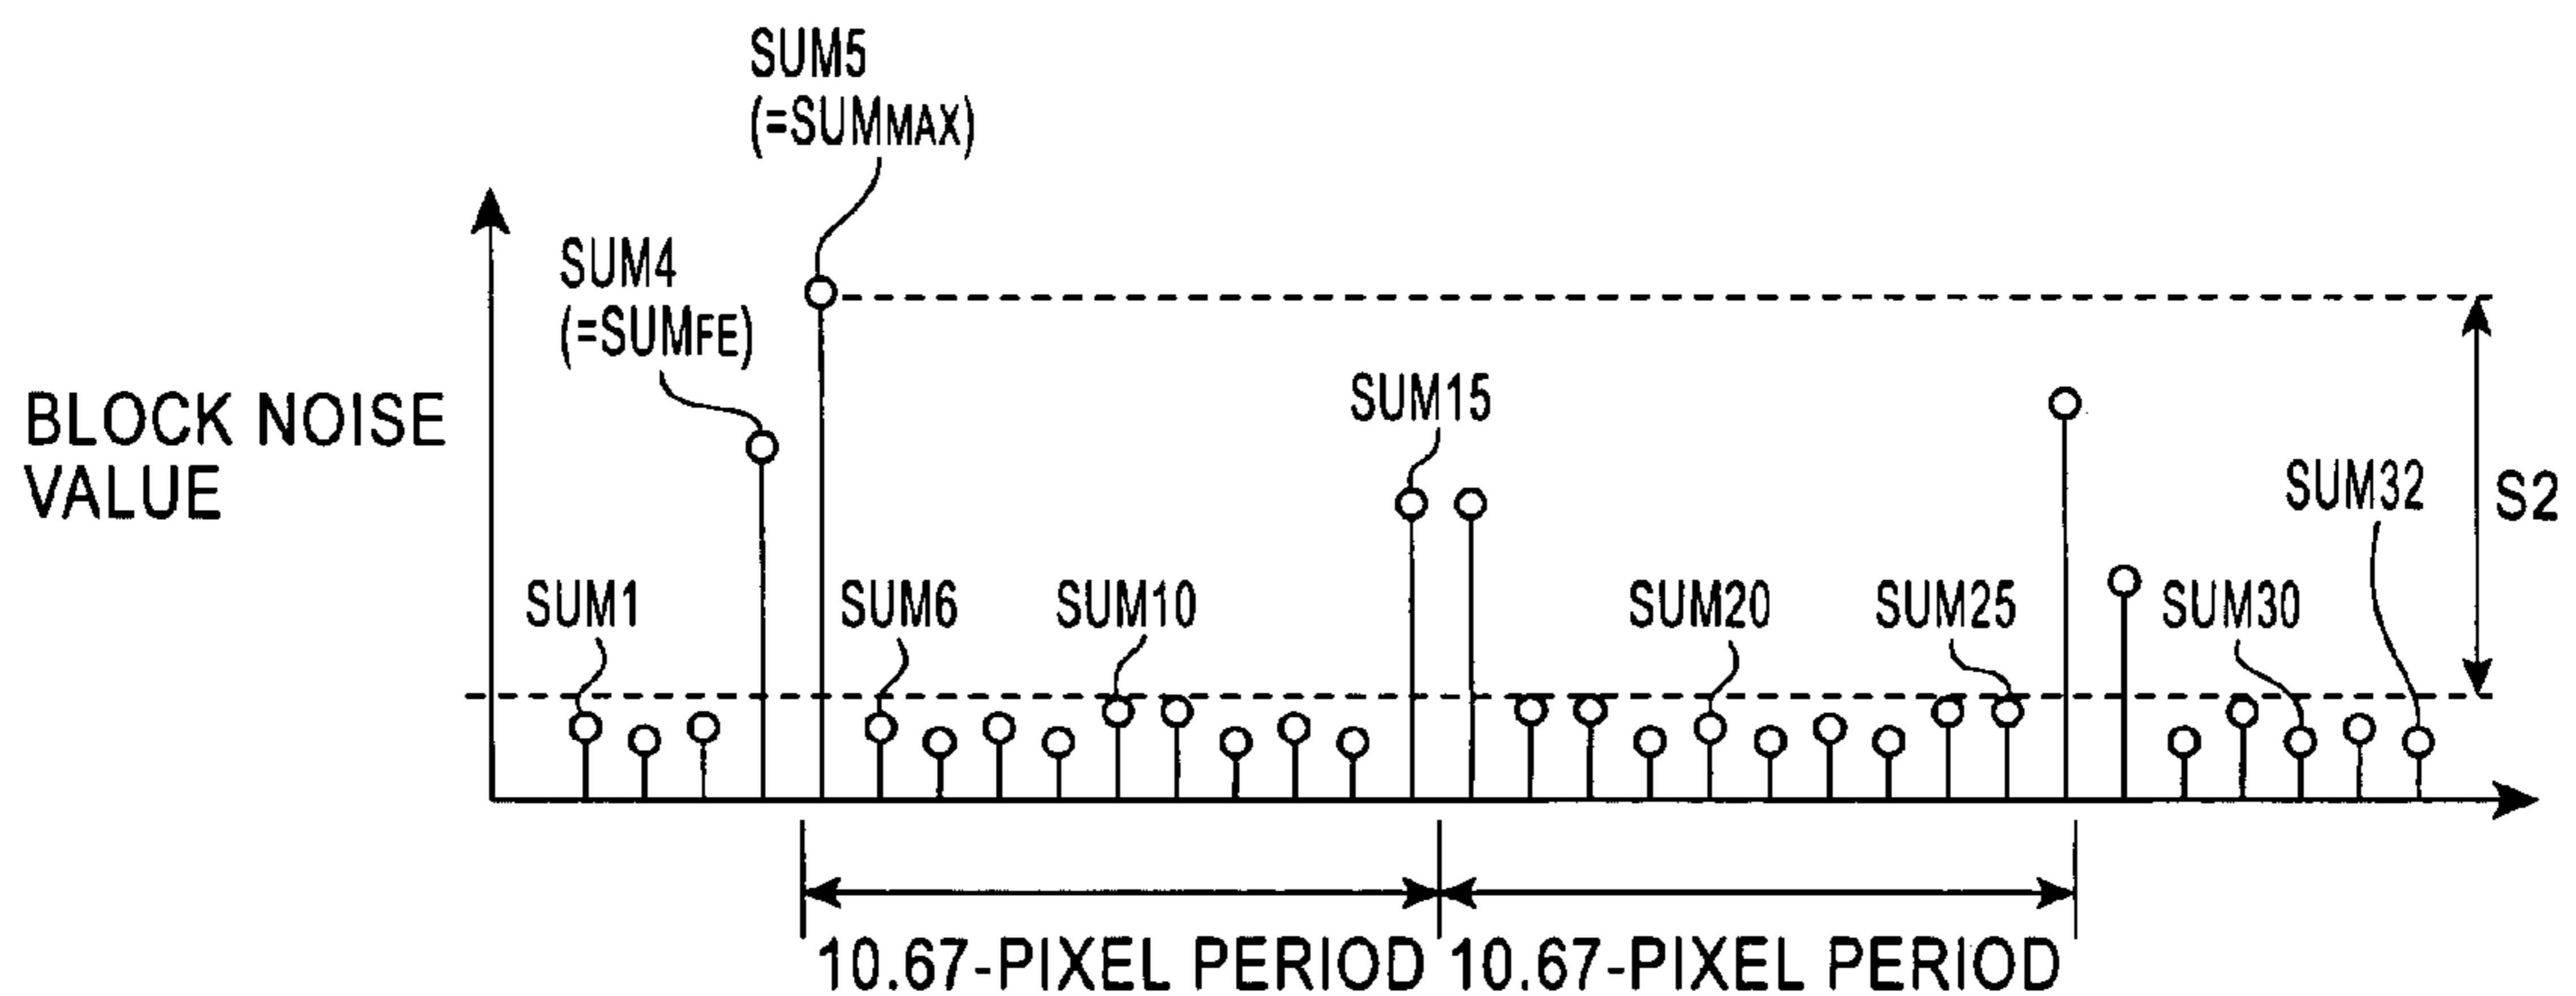 SUM5
(=SUMMAX)
SUM4
(=SUMFE)
BLOCK NOISE
VALUE
SUM15
SUM32
S2
SUM1
SUM6
SUM10
SUM20
SUM25
SUM30
10.67-PIXEL PERIOD
10.67-PIXEL PERIOD